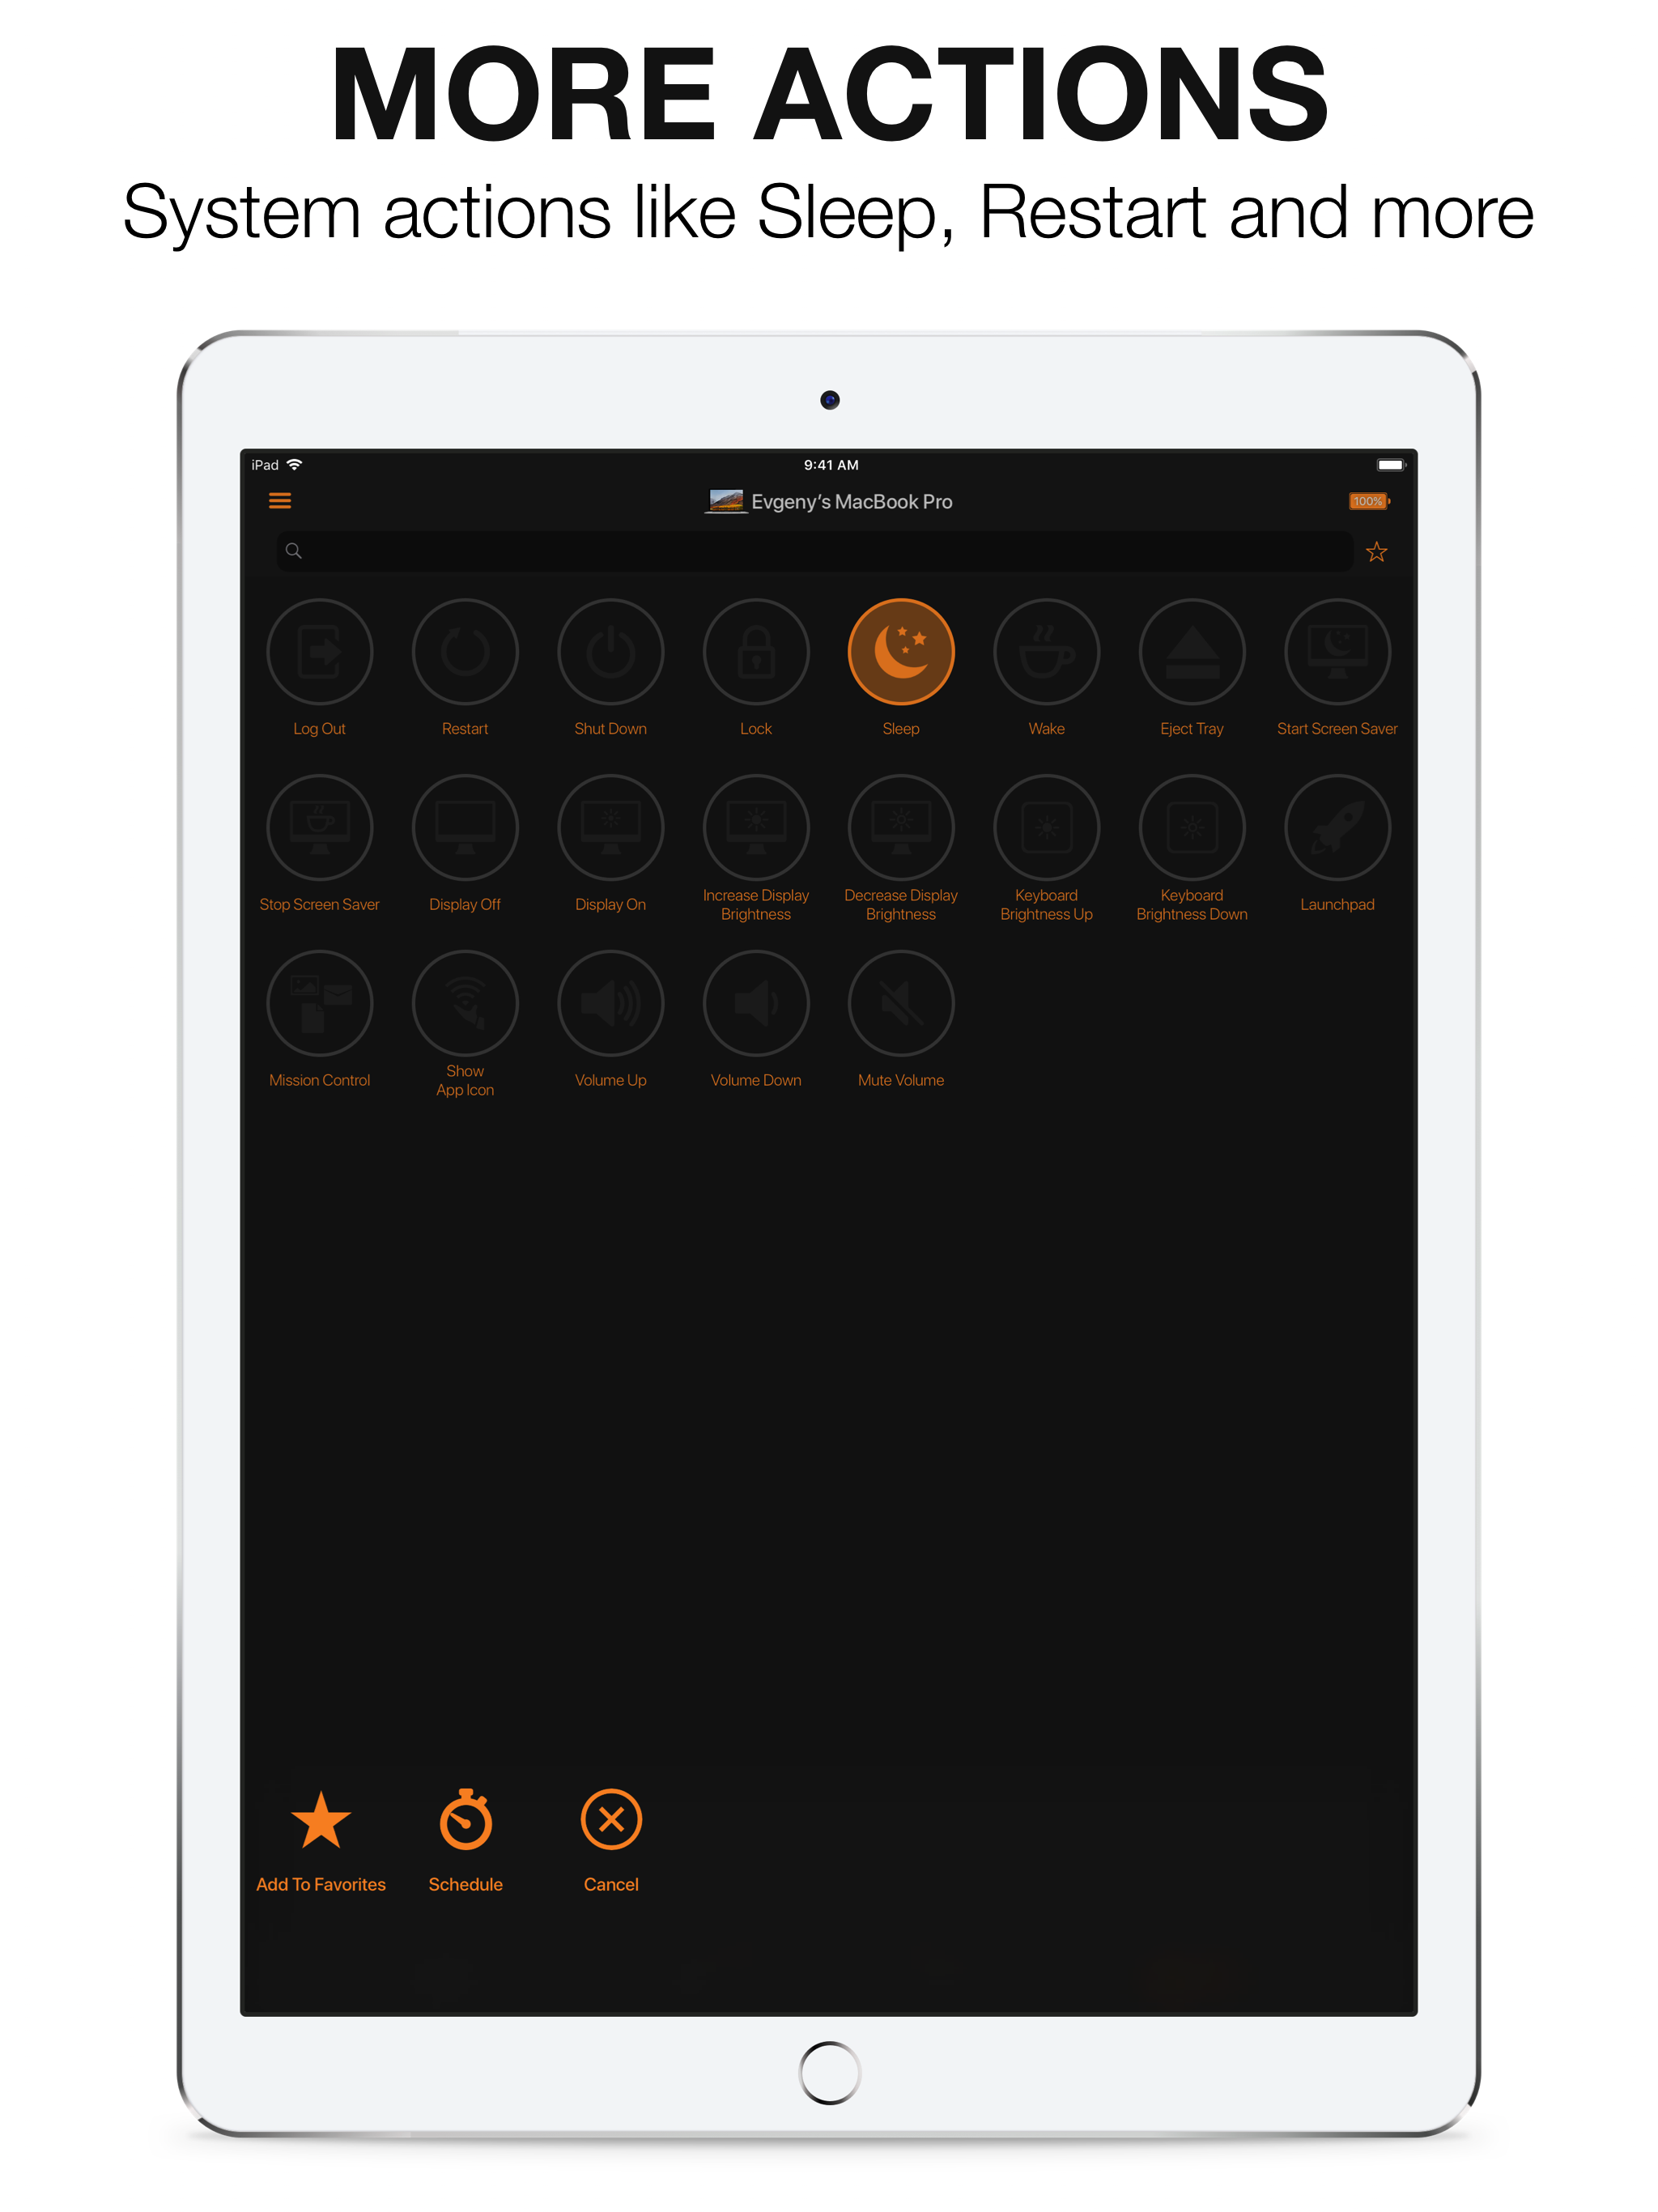 MORE ACTIONS
System actions like Sleep, Restart and more
iPad 9:41 AM
Evgeny’s MacBook Pro 100%
Log Out Restart Shut Down Lock Sleep Wake Eject Tray Start Screen Saver
Stop Screen Saver Display Off Display On Increase Display Brightness Decrease Display Brightness Keyboard Brightness Up Keyboard Brightness Down Launchpad
Mission Control Show App Icon Volume Up Volume Down Mute Volume
Add To Favorites Schedule Cancel